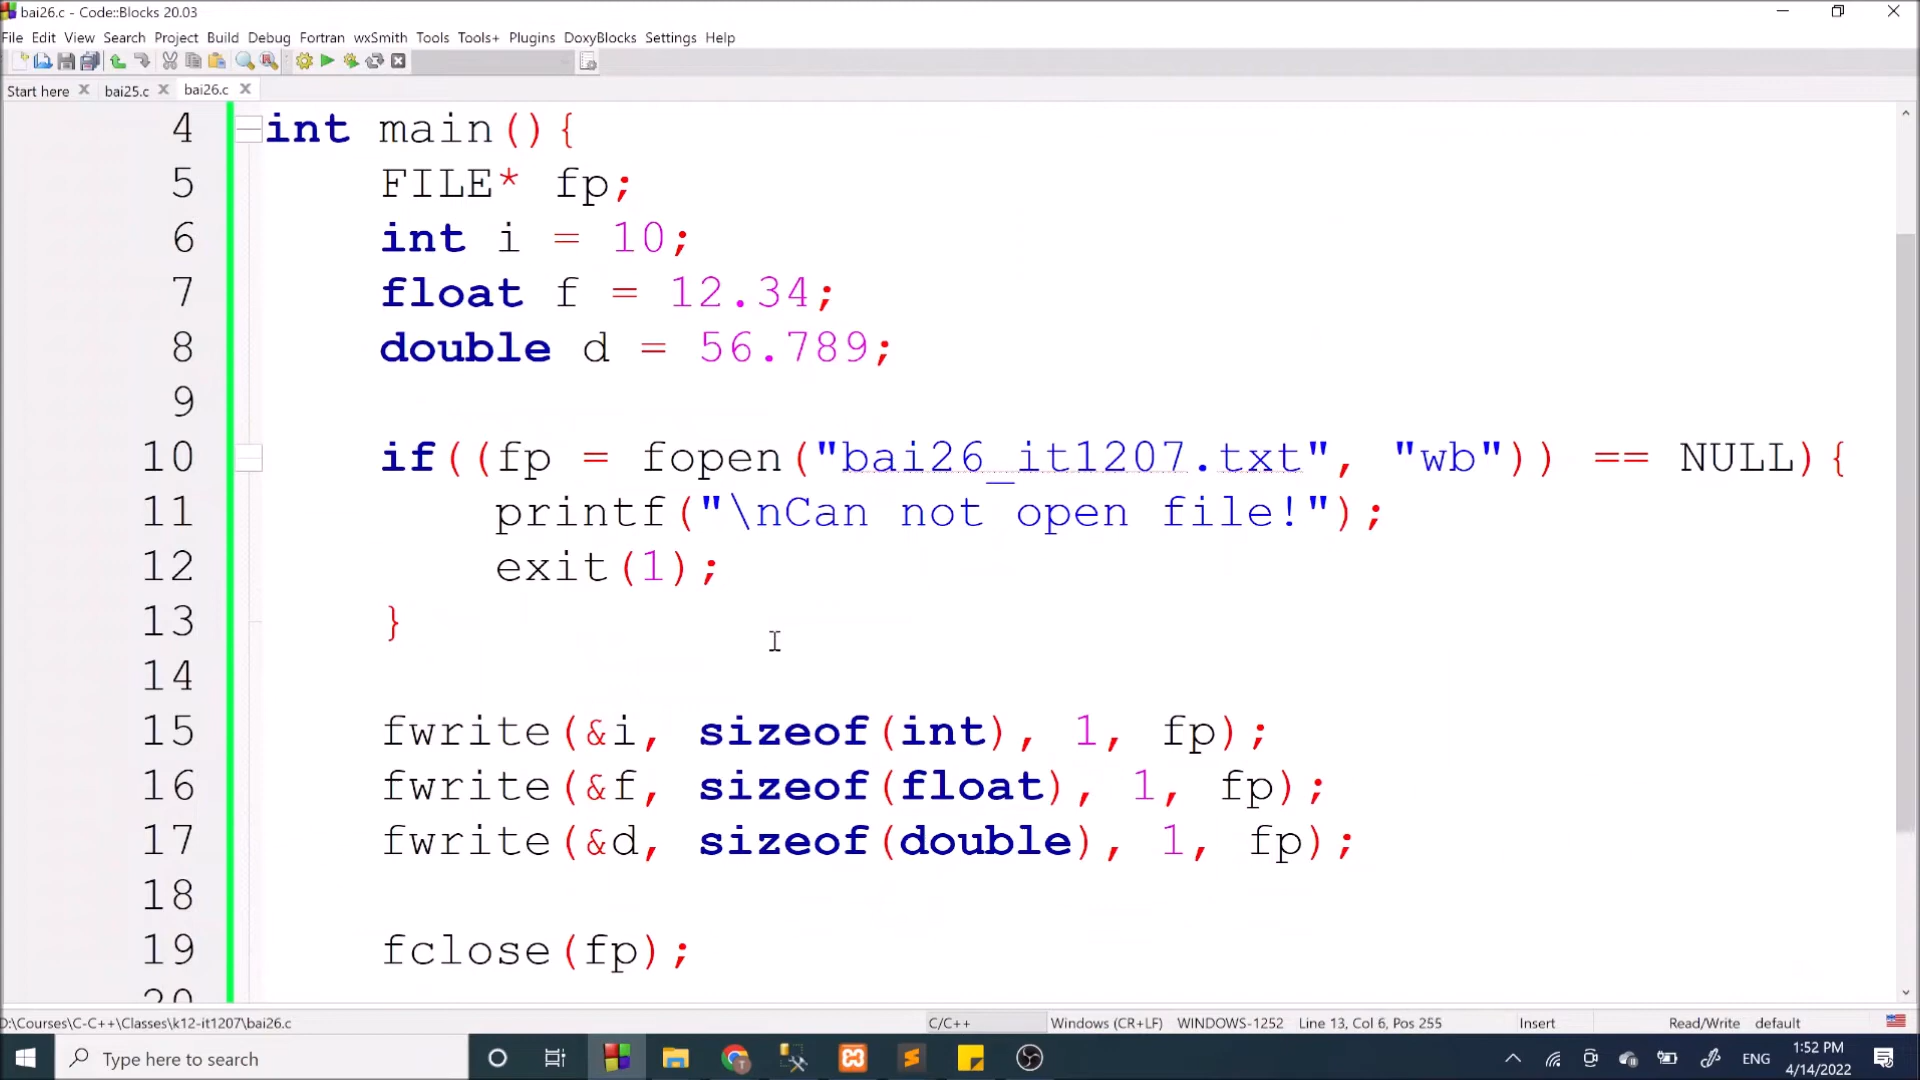 bai26.c - Code::Blocks 20.03
File Edit View Search Project Build Debug Fortran wxSmith Tools Tools+ Plugins DoxyBlocks Settings Help
Start here bai25.c bai26.c
4 int main(){
5 FILE* fp;
6 int i = 10;
7 float f = 12.34;
8 double d = 56.789;
9
10 if((fp = fopen("bai26_it1207.txt", "wb")) == NULL){
11 printf("\nCan not open file!");
12 exit(1);
13 }
14
15 fwrite(&i, sizeof(int), 1, fp);
16 fwrite(&f, sizeof(float), 1, fp);
17 fwrite(&d, sizeof(double), 1, fp);
18
19 fclose(fp);
20
D:\Courses\C-C++\Classes\k12-it1207\bai26.c C/C++ Windows (CR+LF) WINDOWS-1252 Line 13, Col 6, Pos 255 Insert Read/Write default
Type here to search ENG 1:52 PM
4/14/2022